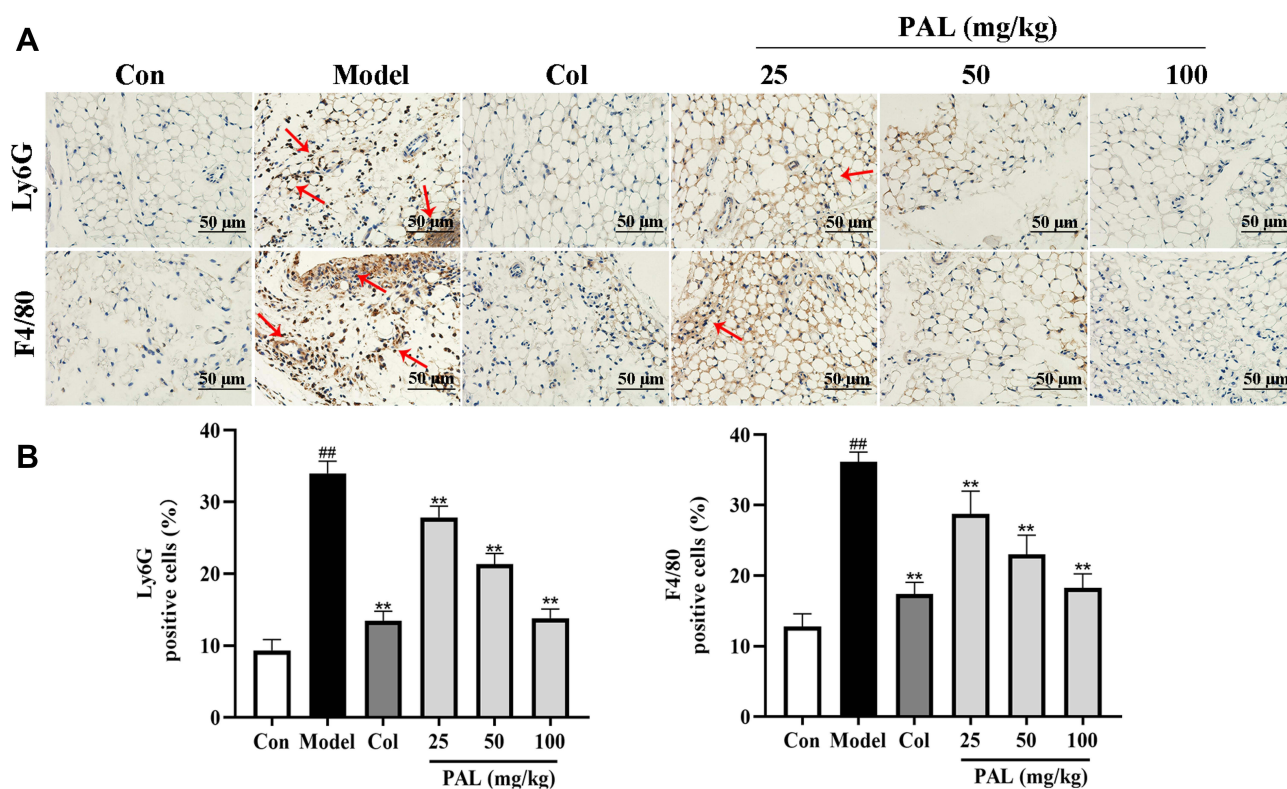 A
PAL (mg/kg)
Con Model Col 25 50 100
Ly6G
50 μm 50 μm 50 μm 50 μm 50 μm 50 μm
F4/80
50 μm 50 μm 50 μm 50 μm 50 μm 50 μm
B
Ly6G
positive cells (%)
40
30
20
10
0
## ** ** ** **
Con Model Col 25 50 100
PAL (mg/kg)
F4/80
positive cells (%)
40
30
20
10
0
## ** ** ** **
Con Model Col 25 50 100
PAL (mg/kg)